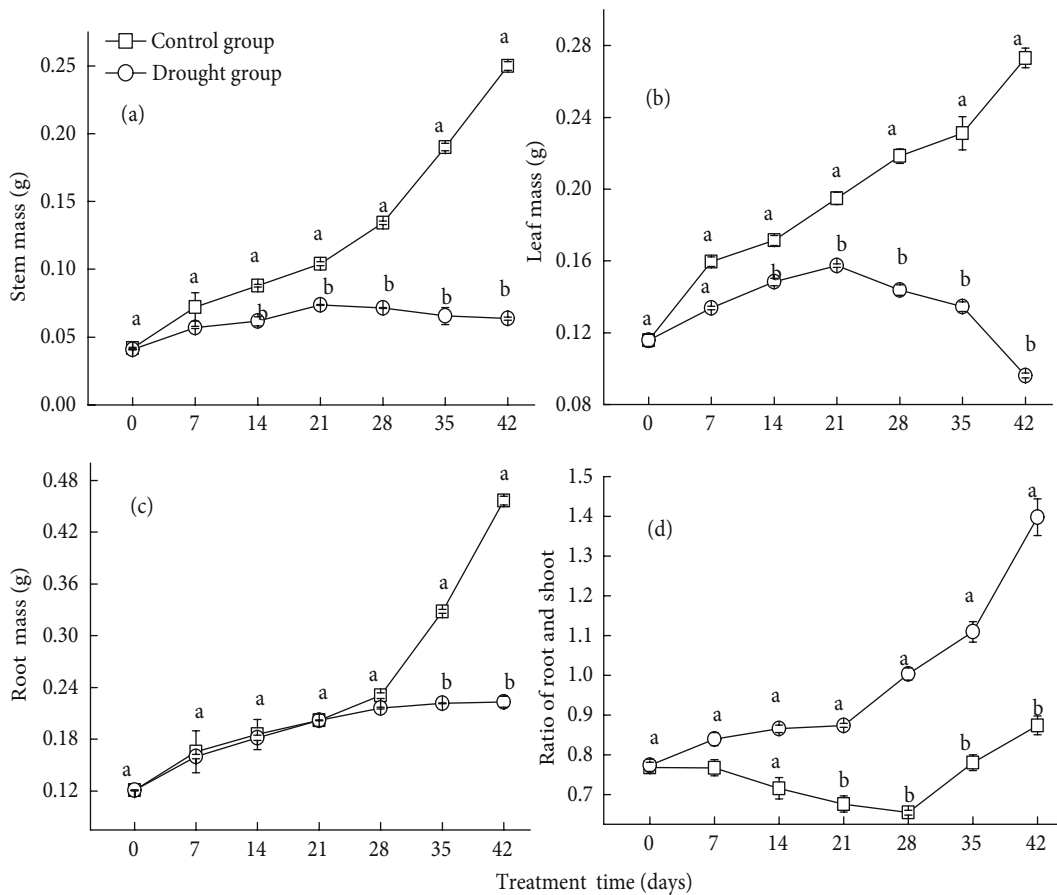 Control group
Drought group
(a)
Stem mass (g)
0.25
0.20
0.15
0.10
0.05
0.00
a a a a a a a
b b b b b
0 7 14 21 28 35 42
(b)
Leaf mass (g)
0.28
0.24
0.20
0.16
0.12
0.08
a a a a a a a
a b b b b b
0 7 14 21 28 35 42
(c)
Root mass (g)
0.48
0.42
0.36
0.30
0.24
0.18
0.12
a a a a a a a
b b
0 7 14 21 28 35 42
(d)
Ratio of root and shoot
1.5
1.4
1.3
1.2
1.1
1.0
0.9
0.8
0.7
a a a a a a a
a b b b b
0 7 14 21 28 35 42
Treatment time (days)